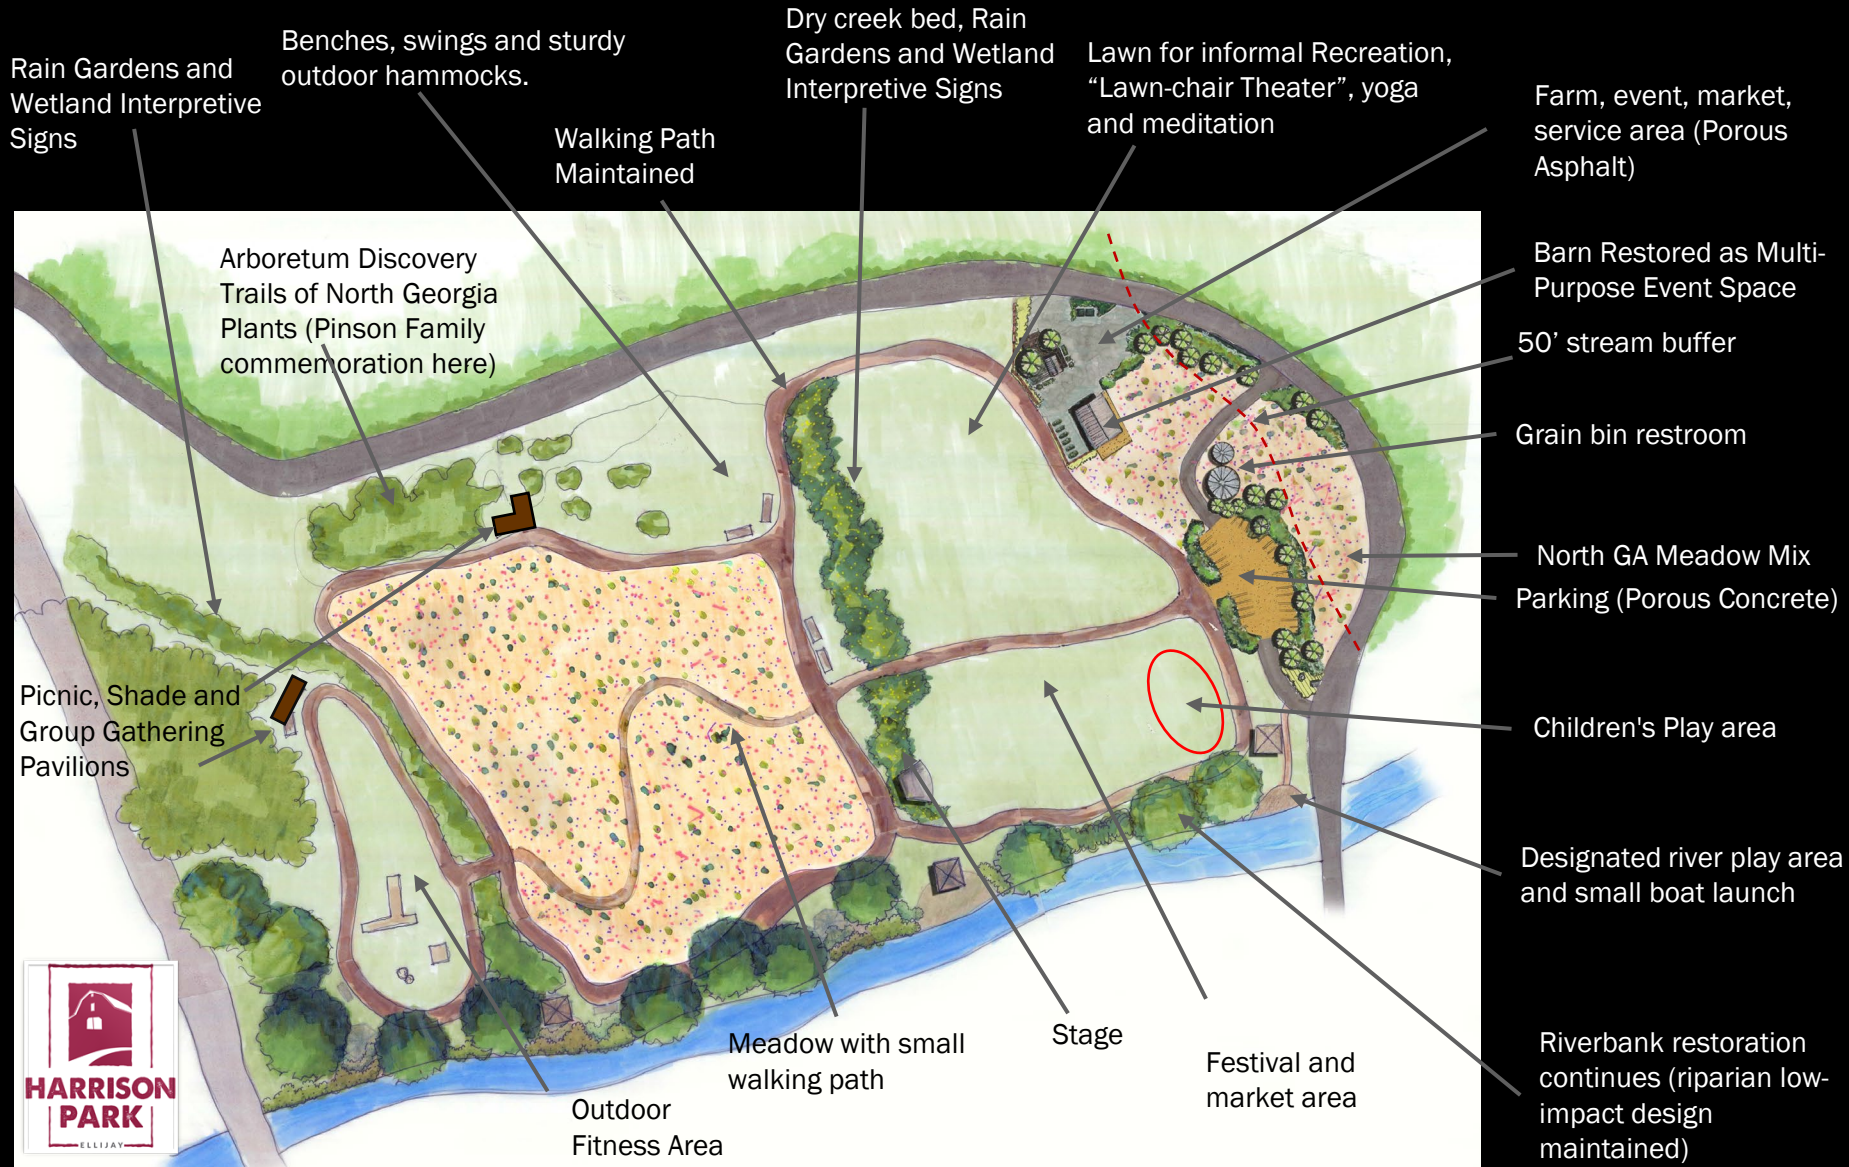 Rain Gardens and
Wetland Interpretive
Signs
Benches, swings and sturdy
outdoor hammocks.
Walking Path
Maintained
Dry creek bed, Rain
Gardens and Wetland
Interpretive Signs
Lawn for informal Recreation,
“Lawn-chair Theater”, yoga
and meditation
Farm, event, market,
service area (Porous
Asphalt)
Arboretum Discovery
Trails of North Georgia
Plants (Pinson Family
commemoration here)
Barn Restored as Multi-
Purpose Event Space
50’ stream buffer
Grain bin restroom
North GA Meadow Mix
Parking (Porous Concrete)
Picnic, Shade and
Group Gathering
Pavilions
Children's Play area
Designated river play area
and small boat launch
Meadow with small
walking path
Stage
Festival and
market area
Riverbank restoration
continues (riparian low-
impact design
maintained)
Outdoor
Fitness Area
HARRISON
PARK
ELLIJAY